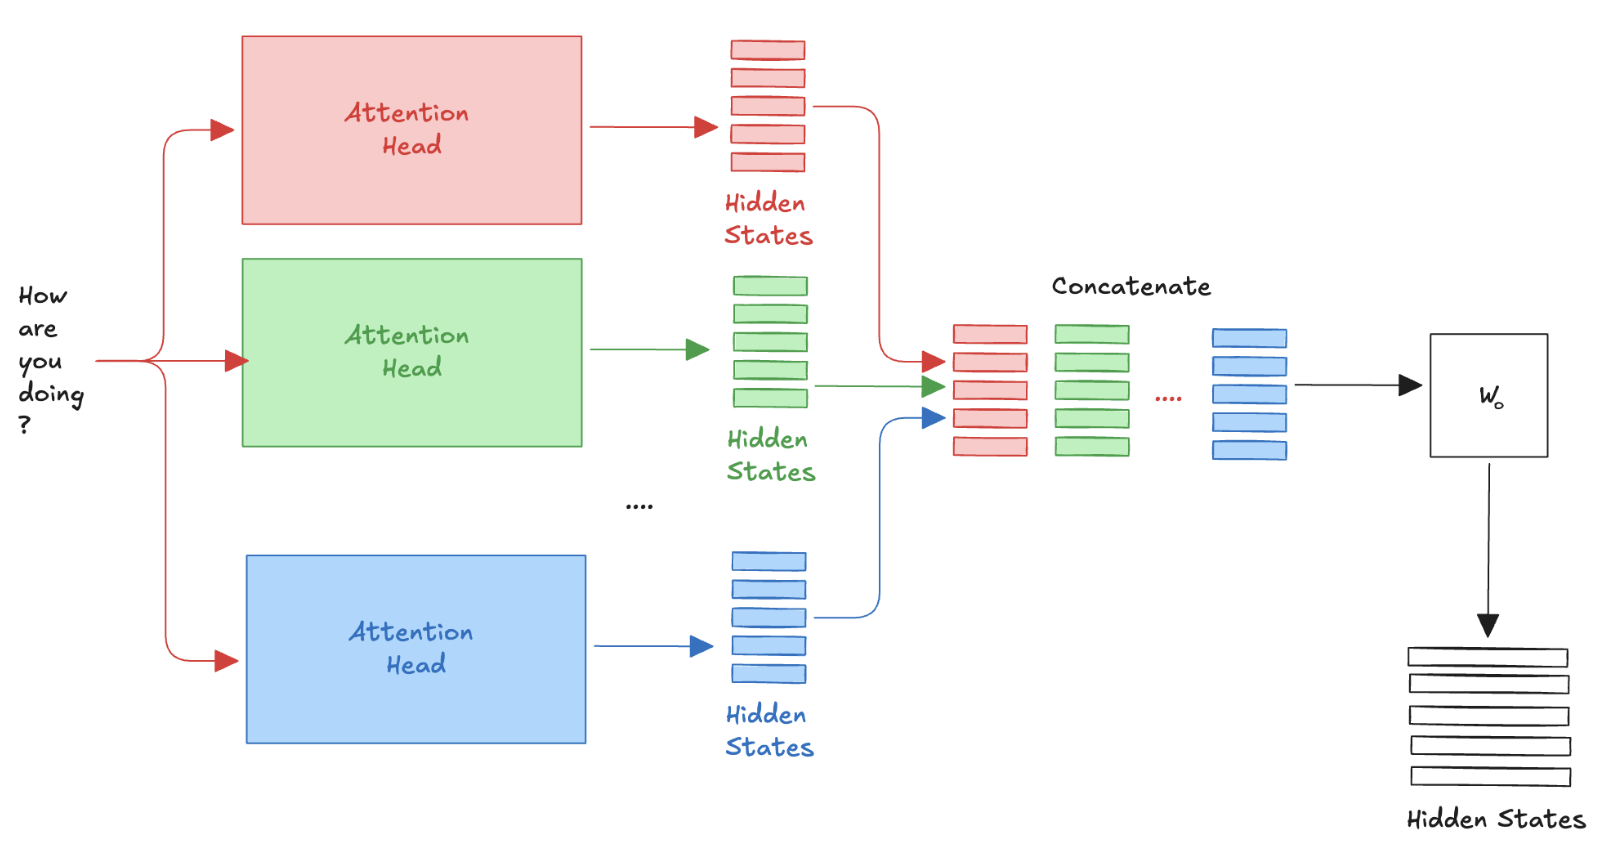 How
are
you
doing
?
Attention
Head
Hidden
States
Attention
Head
Hidden
States
....
Attention
Head
Hidden
States
Concatenate
....
Wo
Hidden States